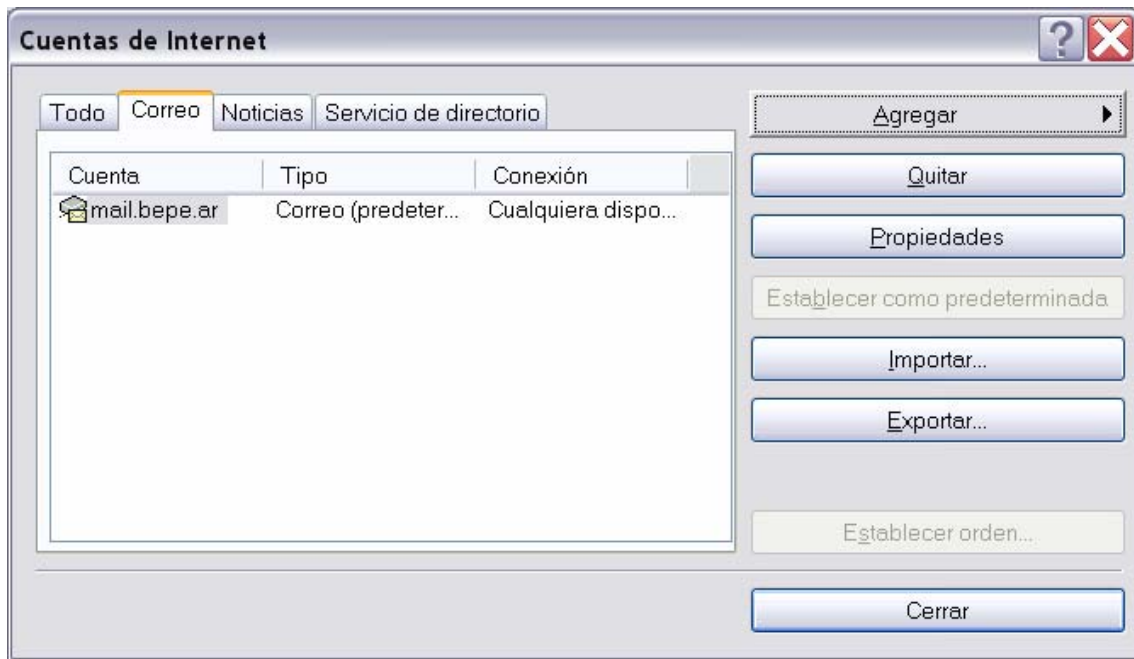 Cuentas de Internet
Todo Correo Noticias Servicio de directorio
Cuenta Tipo Conexión
mail.bepe.ar Correo (predeter... Cualquiera dispo...
Agregar
Quitar
Propiedades
Establecer como predeterminada
Importar...
Exportar...
Establecer orden...
Cerrar